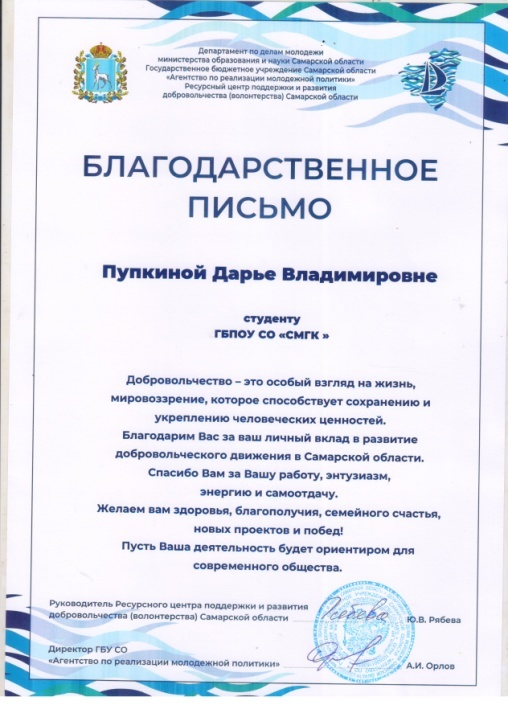 Департамент по делам молодежи
министерства образования и науки Самарской области
Государственное бюджетное учреждение Самарской области
«Агентство по реализации молодежной политики»
Ресурсный центр поддержки и развития
добровольчества (волонтерства) Самарской области
БЛАГОДАРСТВЕННОЕ
ПИСЬМО
Пупкиной Дарье Владимировне
студенту
ГБПОУ СО «СМГК »
Добровольчество – это особый взгляд на жизнь,
мировоззрение, которое способствует сохранению и
укреплению человеческих ценностей.
Благодарим Вас за ваш личный вклад в развитие
добровольческого движения в Самарской области.
Спасибо Вам за Вашу работу, энтузиазм,
энергию и самоотдачу.
Желаем вам здоровья, благополучия, семейного счастья,
новых проектов и побед!
Пусть Ваша деятельность будет ориентиром для
современного общества.
Руководитель Ресурсного центра поддержки и развития
добровольчества (волонтерства) Самарской области Ю.В. Рябева
Директор ГБУ СО
«Агентство по реализации молодежной политики» А.И. Орлов